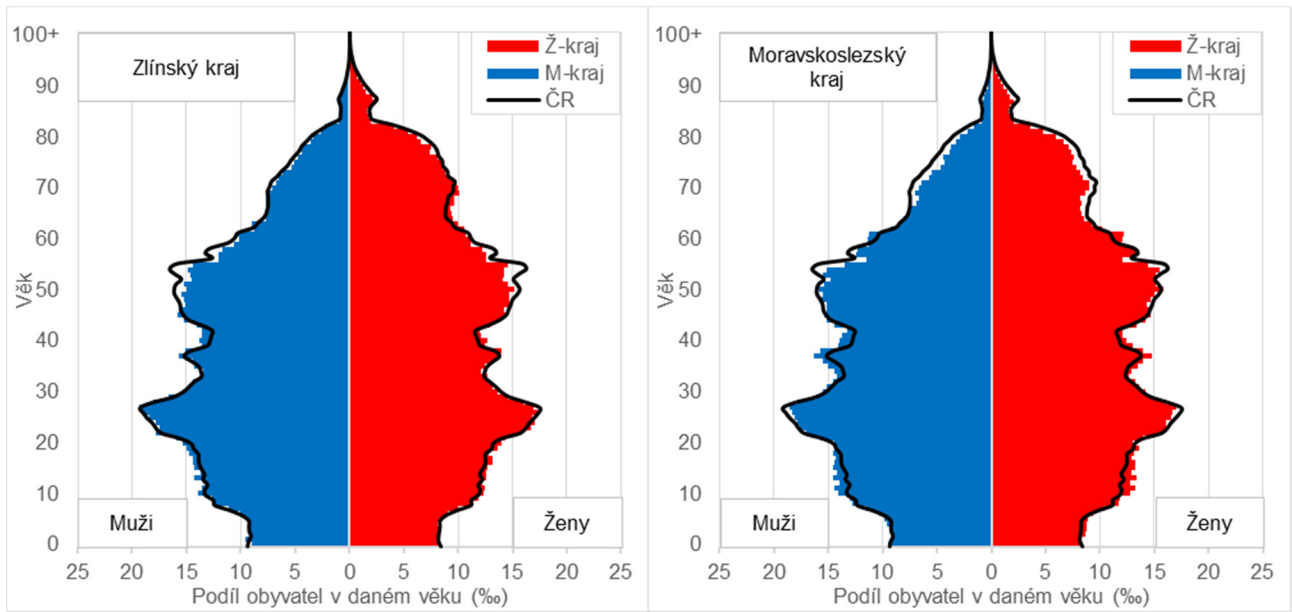 100+
90
80
70
60
50
40
30
20
10
0
Věk
Zlínský kraj
Ž-kraj
M-kraj
ČR
Muži
Ženy
25 20 15 10 5 0 5 10 15 20 25
Podíl obyvatel v daném věku (‰)
100+
90
80
70
60
50
40
30
20
10
0
Věk
Moravskoslezský
kraj
Ž-kraj
M-kraj
ČR
Muži
Ženy
25 20 15 10 5 0 5 10 15 20 25
Podíl obyvatel v daném věku (‰)